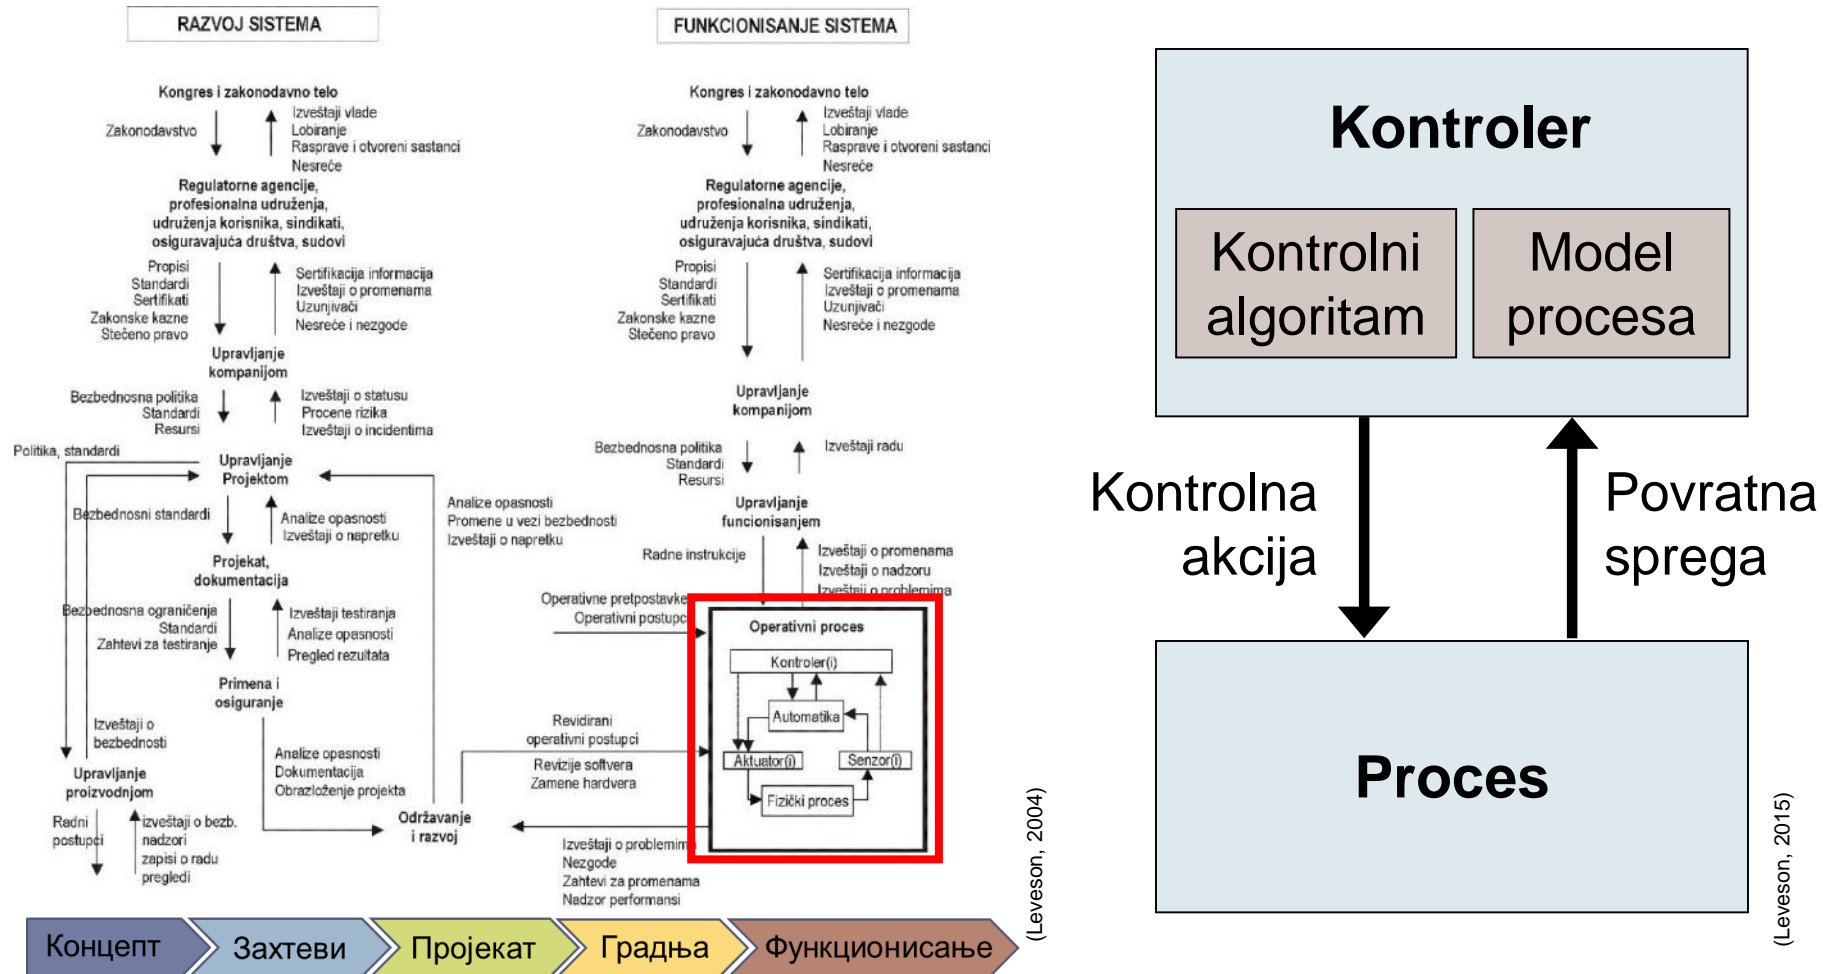 RAZVOJ SISTEMA
Kongres i zakonodavno telo
Zakonodavstvo
Izveštaji vlade
Lobiranje
Rasprave i otvoreni sastanci
Nesreće
Regulatorne agencije,
profesionalna udruženja,
udruženja korisnika, sindikati,
osiguravajuća društva, sudovi
Propisi
Standardi
Sertifikati
Zakonske kazne
Stečeno pravo
Sertifikacija informacija
Izveštaji o promenama
Uzunjivači
Nesreće i nezgode
Upravljanje
kompanijom
Bezbednosna politika
Standardi
Resursi
Izveštaji o statusu
Procene rizika
Izveštaji o incidentima
Politika, standardi
Upravljanje
Projektom
Bezbednosni standardi
Analize opasnosti
Izveštaji o napretku
Projekat,
dokumentacija
Bezbednosna ograničenja
Standardi
Zahtevi za testiranje
Izveštaji testiranja
Analize opasnosti
Pregled rezultata
Primena i
osiguranje
Izveštaji o
bezbednosti
Analize opasnosti
Dokumentacija
Obrazloženje projekta
Upravljanje
proizvodnjom
Radni
postupci
izveštaji o bezb.
nadzori
zapisi o radu
pregledi
Održavanje
i razvoj
Analize opasnosti
Promene u vezi bezbednosti
Izveštaji o napretku
FUNKCIONISANJE SISTEMA
Kongres i zakonodavno telo
Zakonodavstvo
Izveštaji vlade
Lobiranje
Rasprave i otvoreni sastanci
Nesreće
Regulatorne agencije,
profesionalna udruženja,
udruženja korisnika, sindikati,
osiguravajuća društva, sudovi
Propisi
Standardi
Sertifikati
Zakonske kazne
Stečeno pravo
Sertifikacija informacija
Izveštaji o promenama
Uzunjivači
Nesreće i nezgode
Upravljanje
kompanijom
Bezbednosna politika
Standardi
Resursi
Izveštaji radu
Upravljanje
funcionisanjem
Radne instrukcije
Izveštaji o promenama
Izveštaji o nadzoru
Izveštaji o problemima
Operativne pretpostavke
Operativni postupci
Operativni proces
Kontroler(i)
Automatika
Aktuator(i)
Senzor(i)
Fizički proces
Revidirani
operativni postupci
Revizije softvera
Zamene hardvera
Izveštaji o problemima
Nezgode
Zahtevi za promenama
Nadzor performansi
(Leveson, 2004)
Концепт
Захтеви
Пројекат
Градња
Функционисање
Kontroler
Kontrolni
algoritam
Model
procesa
Kontrolna
akcija
Povratna
sprega
Proces
(Leveson, 2015)